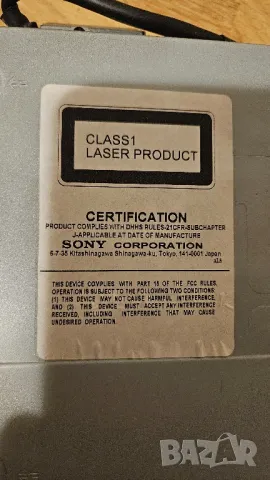 CLASS1
LASER PRODUCT
CERTIFICATION
PRODUCT COMPLIES WITH DHHS RULES-21CFR-SUBCHAPTER
J-APPLICABLE AT DATE OF MANUFACTURE
SONY CORPORATION
6-7-35 Kitashinagawa Shinagawa-ku, Tokyo, 141-0001 Japan
THIS DEVICE COMPLIES WITH PART 15 OF THE FCC RULES,
OPERATION IS SUBJECT TO THE FOLLOWING TWO CONDITIONS:
(1) THIS DEVICE MAY NOT CAUSE HARMFUL INTERFERENCE,
AND (2) THIS DEVICE MUST ACCEPT ANY INTERFERENCE
RECEIVED, INCLUDING INTERFERENCE THAT MAY CAUSE
UNDESIRED OPERATION.
BAZAR
.bg